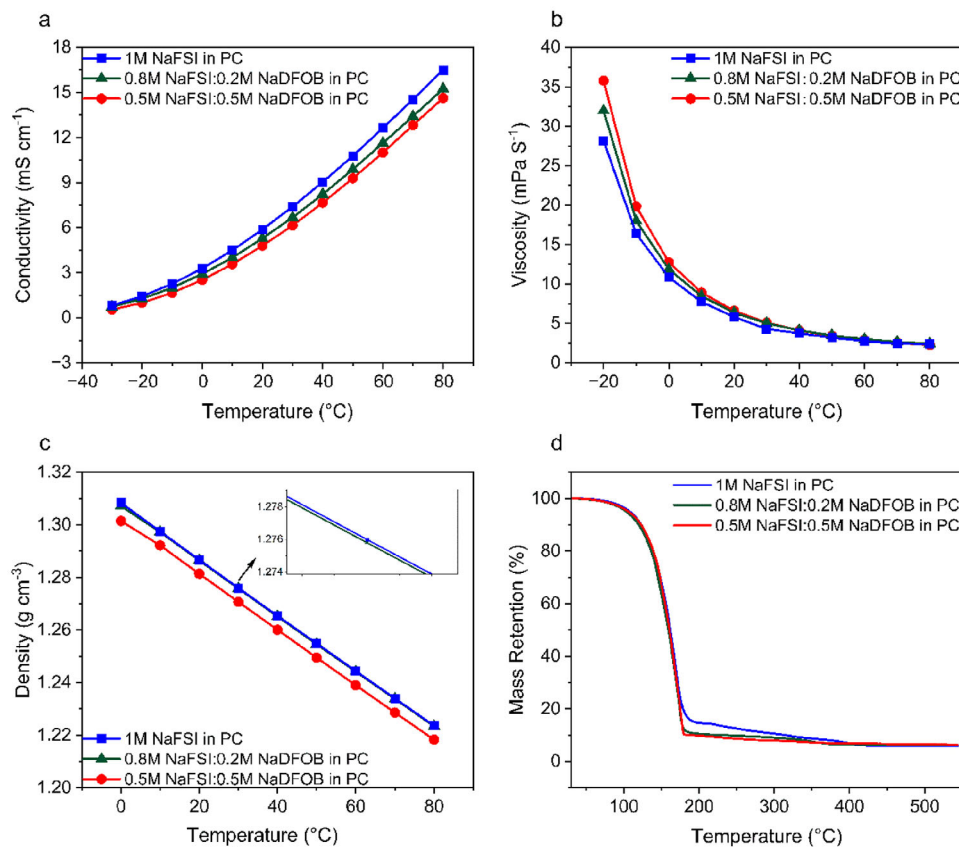 a
1M NaFSI in PC
0.8M NaFSI:0.2M NaDFOB in PC
0.5M NaFSI:0.5M NaDFOB in PC
Conductivity (mS cm⁻¹)
18
15
12
9
6
3
0
−3
−40 −20 0 20 40 60 80
Temperature (°C)
b
1M NaFSI in PC
0.8M NaFSI: 0.2M NaDFOB in PC
0.5M NaFSI: 0.5M NaDFOB in PC
Viscosity (mPa S⁻¹)
40
35
30
25
20
15
10
5
0
−20 0 20 40 60 80
Temperature (°C)
c
1.278
1.276
1.274
1M NaFSI in PC
0.8M NaFSI:0.2M NaDFOB in PC
0.5M NaFSI:0.5M NaDFOB in PC
Density (g cm⁻³)
1.32
1.30
1.28
1.26
1.24
1.22
1.20
0 20 40 60 80
Temperature (°C)
d
1M NaFSI in PC
0.8M NaFSI:0.2M NaDFOB in PC
0.5M NaFSI:0.5M NaDFOB in PC
Mass Retention (%)
100
80
60
40
20
0
100 200 300 400 500
Temperature (°C)